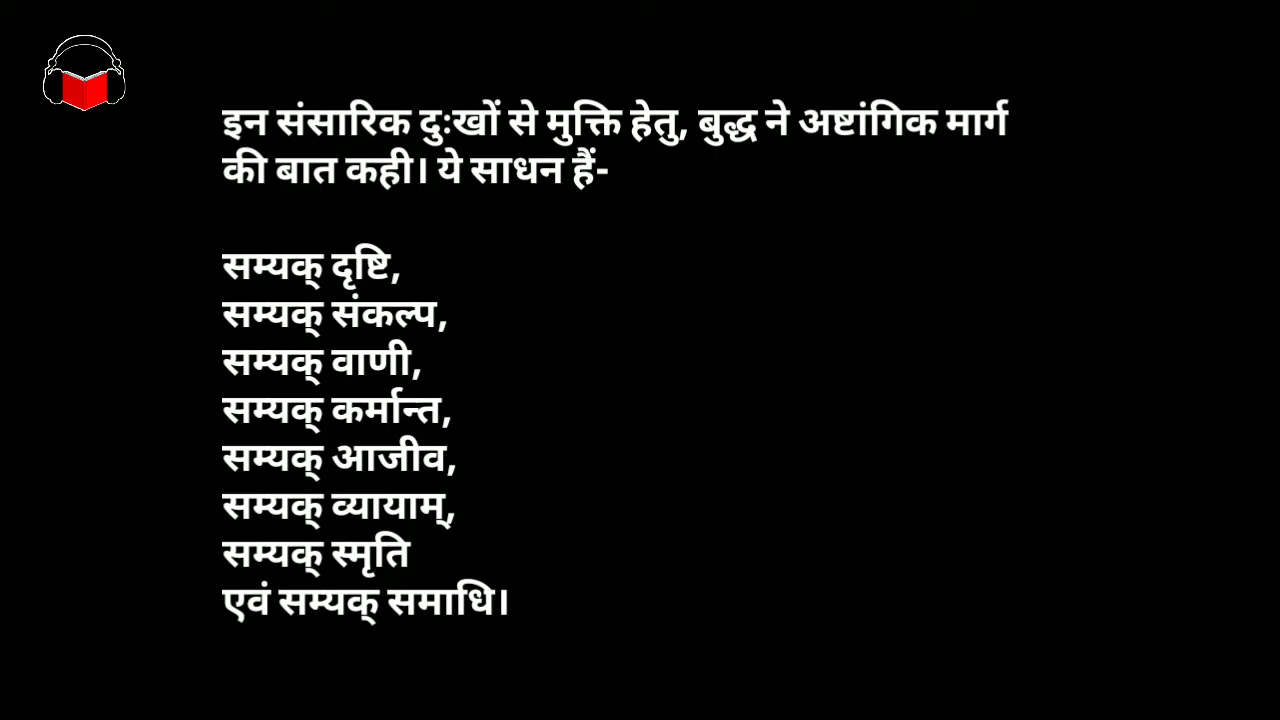 इन संसारिक दुःखों से मुक्ति हेतु, बुद्ध ने अष्टांगिक मार्ग
की बात कही। ये साधन हैं-
सम्यक् दृष्टि,
सम्यक् संकल्प,
सम्यक् वाणी,
सम्यक् कर्मान्त,
सम्यक् आजीव,
सम्यक् व्यायाम्,
सम्यक् स्मृति
एवं सम्यक् समाधि।